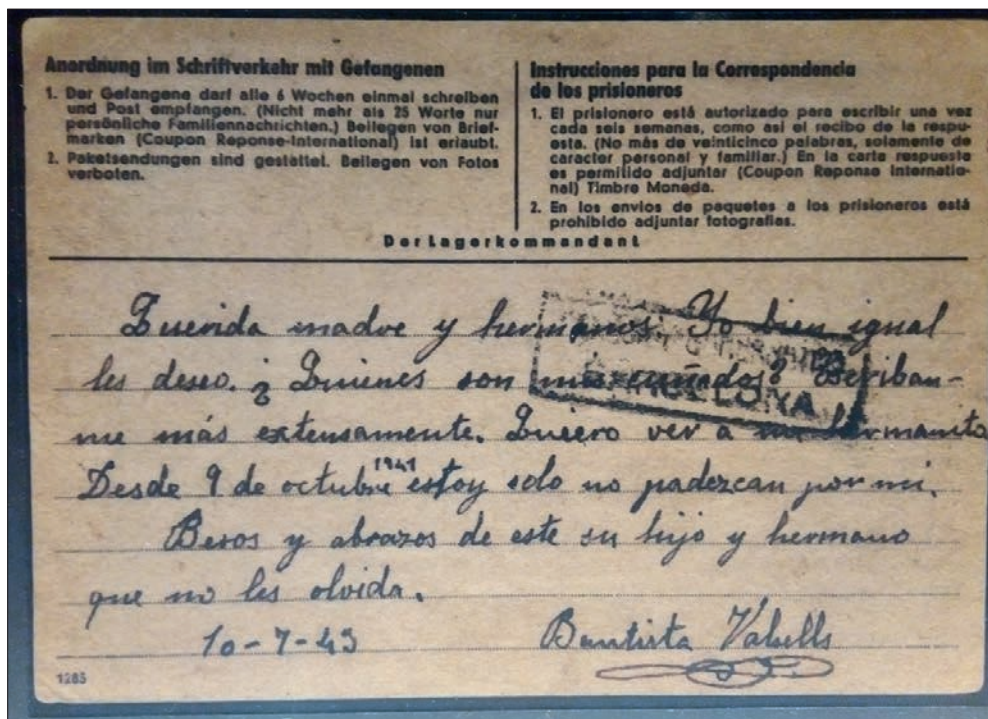 Anordnung im Schriftverkehr mit Gefangenen
1. Der Gefangene darf alle 6 Wochen einmal schreiben
und Post empfangen. (Nicht mehr als 25 Worte nur
persönliche Familiennachrichten.) Beilegen von Brief-
marken (Coupon Reponse-International) ist erlaubt.
2. Paketsendungen sind gestattet. Beilegen von Fotos
verboten.
Instrucciones para la Correspondencia
de los prisioneros
1. El prisionero está autorizado para escribir una vez
cada seis semanas, como asi el recibo de la respu-
esta. (No más de veinticinco palabras, solamente de
caracter personal y familiar.) En la carta respuesta
es permitido adjuntar (Coupon Reponse Internatio-
nal) Timbre Moneda.
2. En los envios de paquetes a los prisioneros está
prohibido adjuntar fotografias.
Der Lagerkommandant
Querida madre y hermanos. Yo bien igual
les deseo. ¿ Quienes son mis cuñados? Escriban-
me más extensamente. Quiero ver a mi hermanita
Desde 9 de octubre 1941 estoy solo no padezcan por mi.
Besos y abrazos de este su hijo y hermano
que no les olvida.
10-7-43
Bautista Vabells
BARCELONA
1285